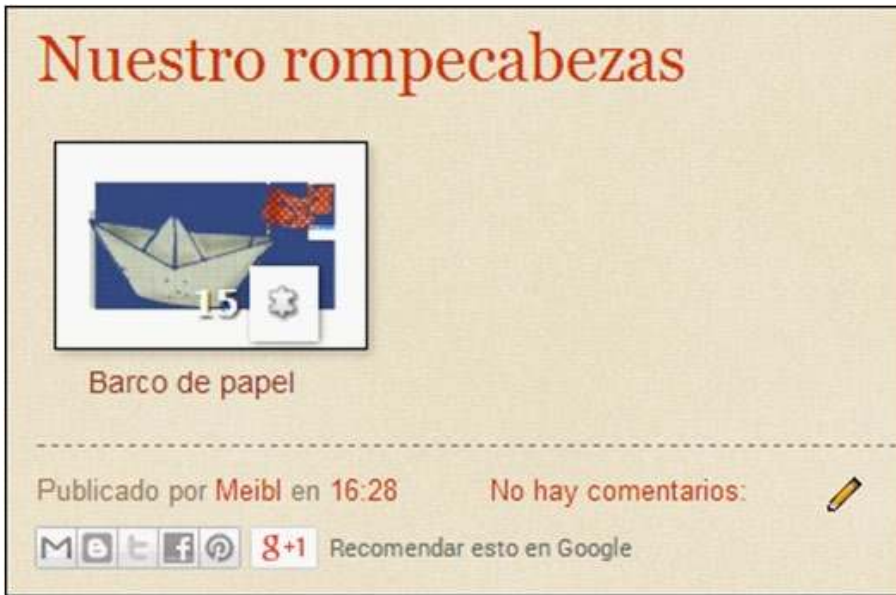 Nuestro rompecabezas
15
Barco de papel
Publicado por Meibl en 16:28 No hay comentarios:
g+1 Recomendar esto en Google